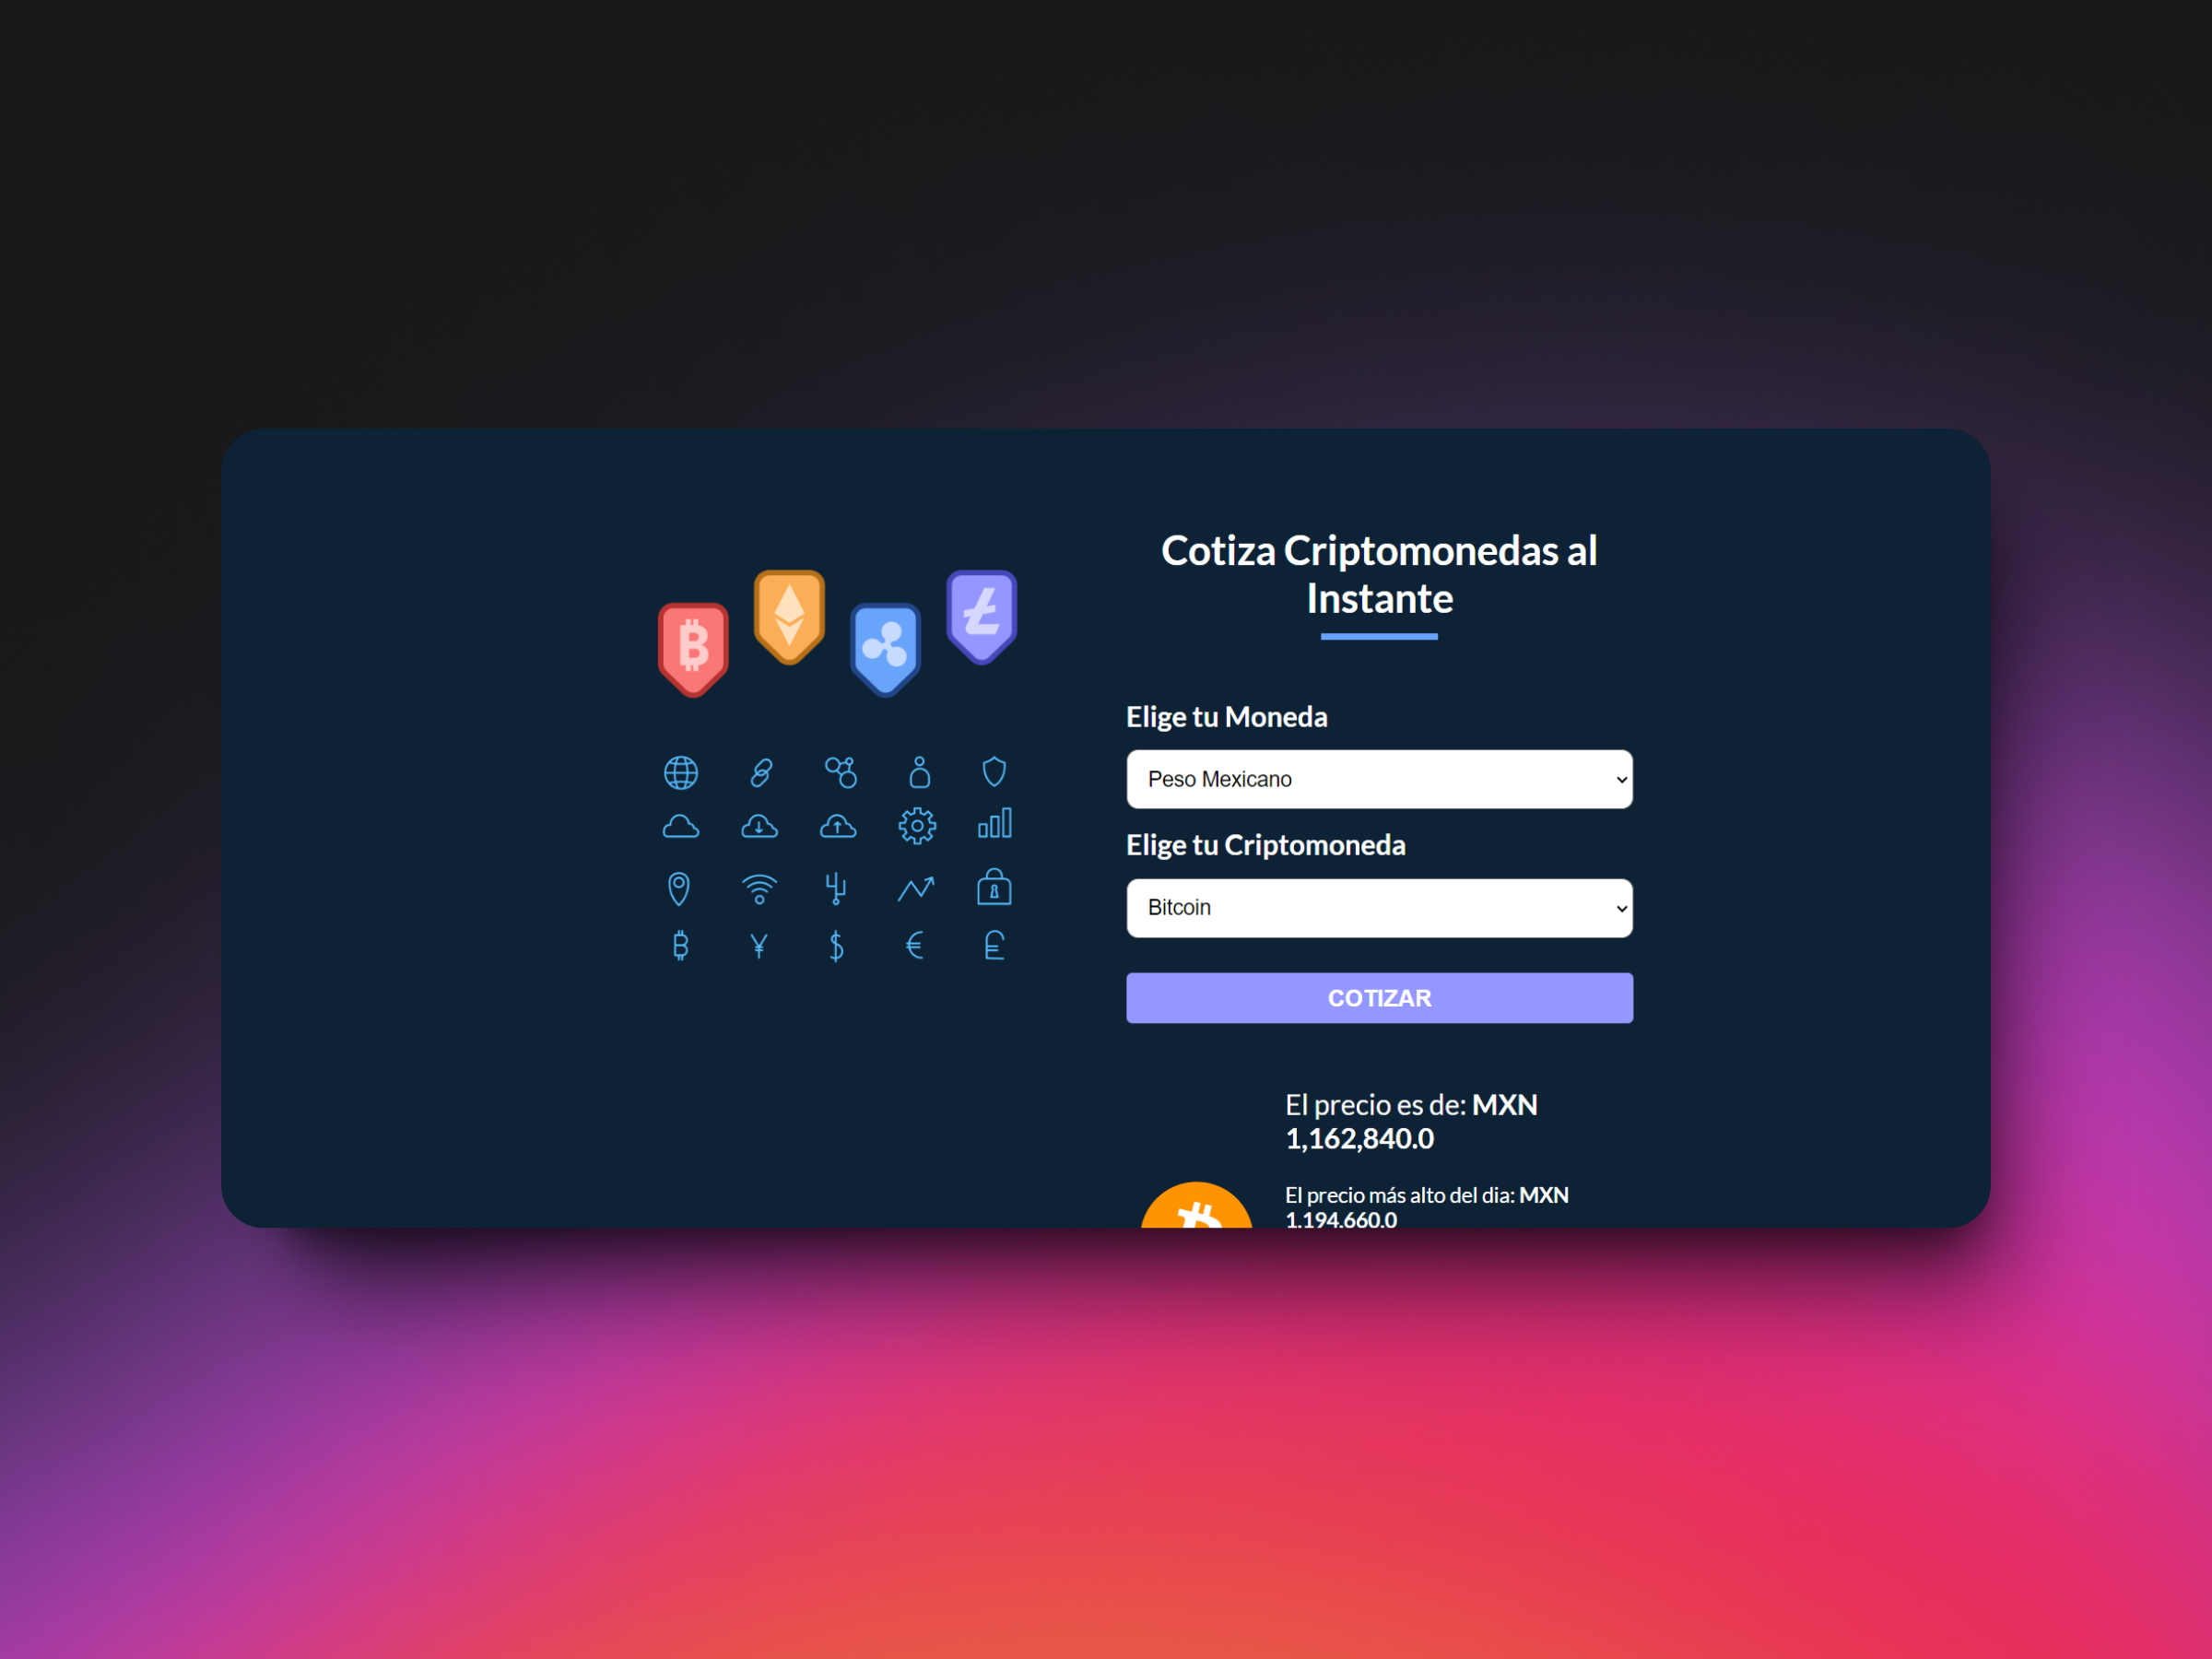 Cotiza Criptomonedas al
Instante
Elige tu Moneda
Peso Mexicano
Elige tu Criptomoneda
Bitcoin
COTIZAR
El precio es de: MXN
1,162,840.0
El precio más alto del dia: MXN
1,194,660.0